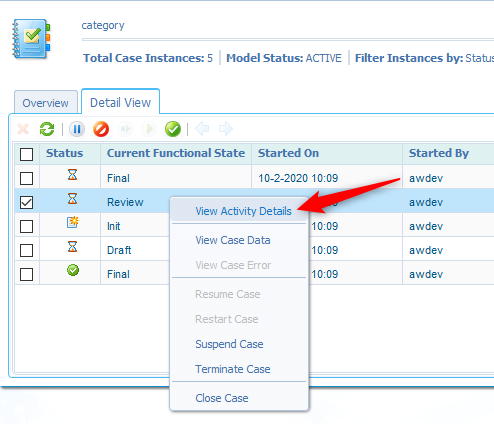 category
Total Case Instances: 5 Model Status: ACTIVE Filter Instances by: Status
Overview Detail View
Status Current Functional State Started On Started By
Final 10-2-2020 10:09 awdev
Review 10:09 awdev
Init 10:09 awdev
Draft 10:09 awdev
Final 10:09 awdev
View Activity Details
View Case Data
View Case Error
Resume Case
Restart Case
Suspend Case
Terminate Case
Close Case